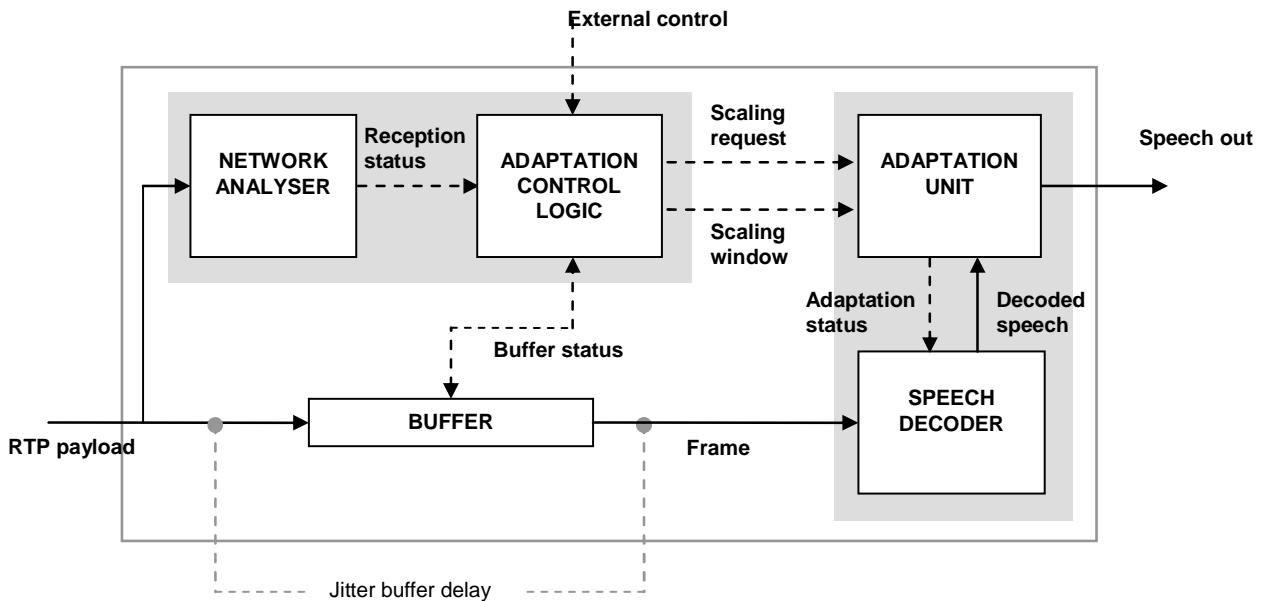 External control
NETWORK
ANALYSER
Reception
status
ADAPTATION
CONTROL
LOGIC
Scaling
request
Scaling
window
ADAPTATION
UNIT
Speech out
Adaptation
status
Decoded
speech
Buffer status
BUFFER
SPEECH
DECODER
RTP payload
Frame
Jitter buffer delay